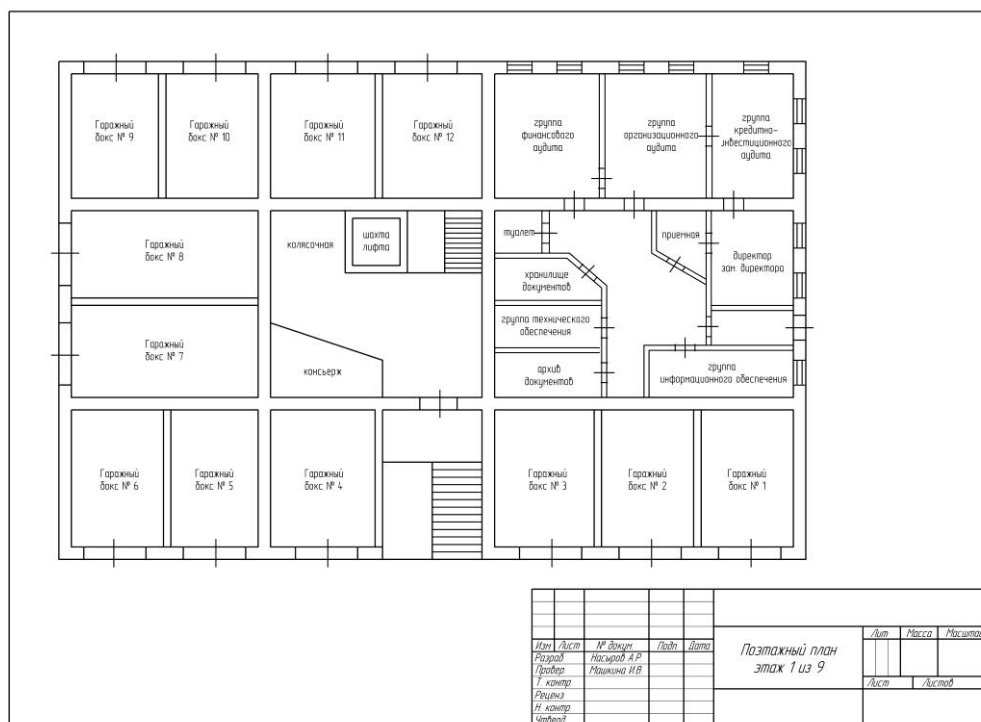 Гаражный
бокс № 9
Гаражный
бокс № 10
Гаражный
бокс № 11
Гаражный
бокс № 12
группа
финансового
аудита
группа
организационного
аудита
группа
кредитно-
инвестиционного
аудита
Гаражный
бокс № 8
колясочная
шахта
лифта
туалет
приемная
директор
зам. директора
хранилище
документов
Гаражный
бокс № 7
группа технического
обеспечения
консьерж
архив
документов
группа
информационного обеспечения
Гаражный
бокс № 6
Гаражный
бокс № 5
Гаражный
бокс № 4
Гаражный
бокс № 3
Гаражный
бокс № 2
Гаражный
бокс № 1
Изм Лист № докум. Подп Дата
Разраб Насыров А.Р.
Провер. Машкина И.В.
Т. контр.
Реценз
Н. контр.
Утверд.
Поэтажный план
этаж 1 из 9
Лит Масса
Лист Листов